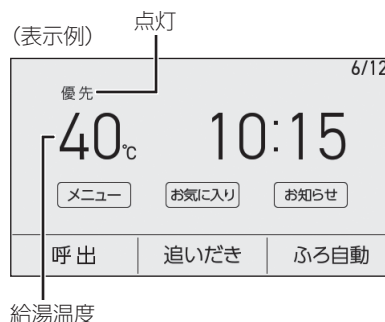 点灯
(表示例)
6/12
優先
40℃ 10:15
メニュー お気に入り お知らせ
呼出 追いだき ふろ自動
給湯温度